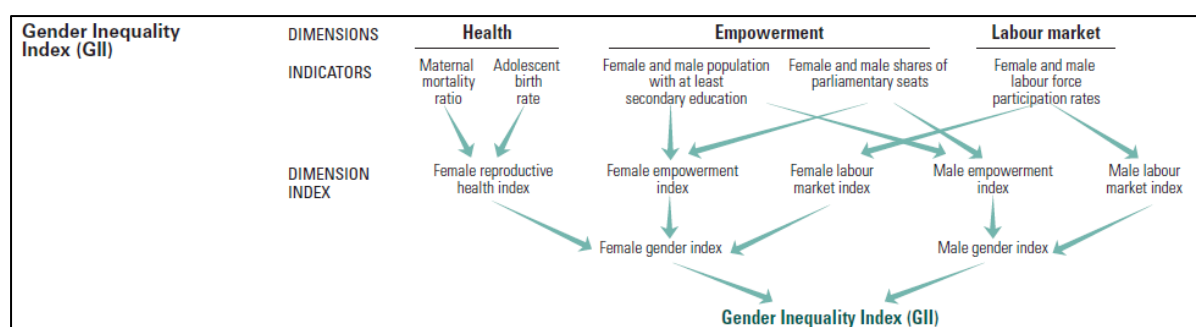 Gender Inequality
Index (GII)
DIMENSIONS
Health
Empowerment
Labour market
INDICATORS
Maternal
mortality
ratio
Adolescent
birth
rate
Female and male population
with at least
secondary education
Female and male shares of
parliamentary seats
Female and male
labour force
participation rates
DIMENSION
INDEX
Female reproductive
health index
Female empowerment
index
Female labour
market index
Male empowerment
index
Male labour
market index
Female gender index
Male gender index
Gender Inequality Index (GII)